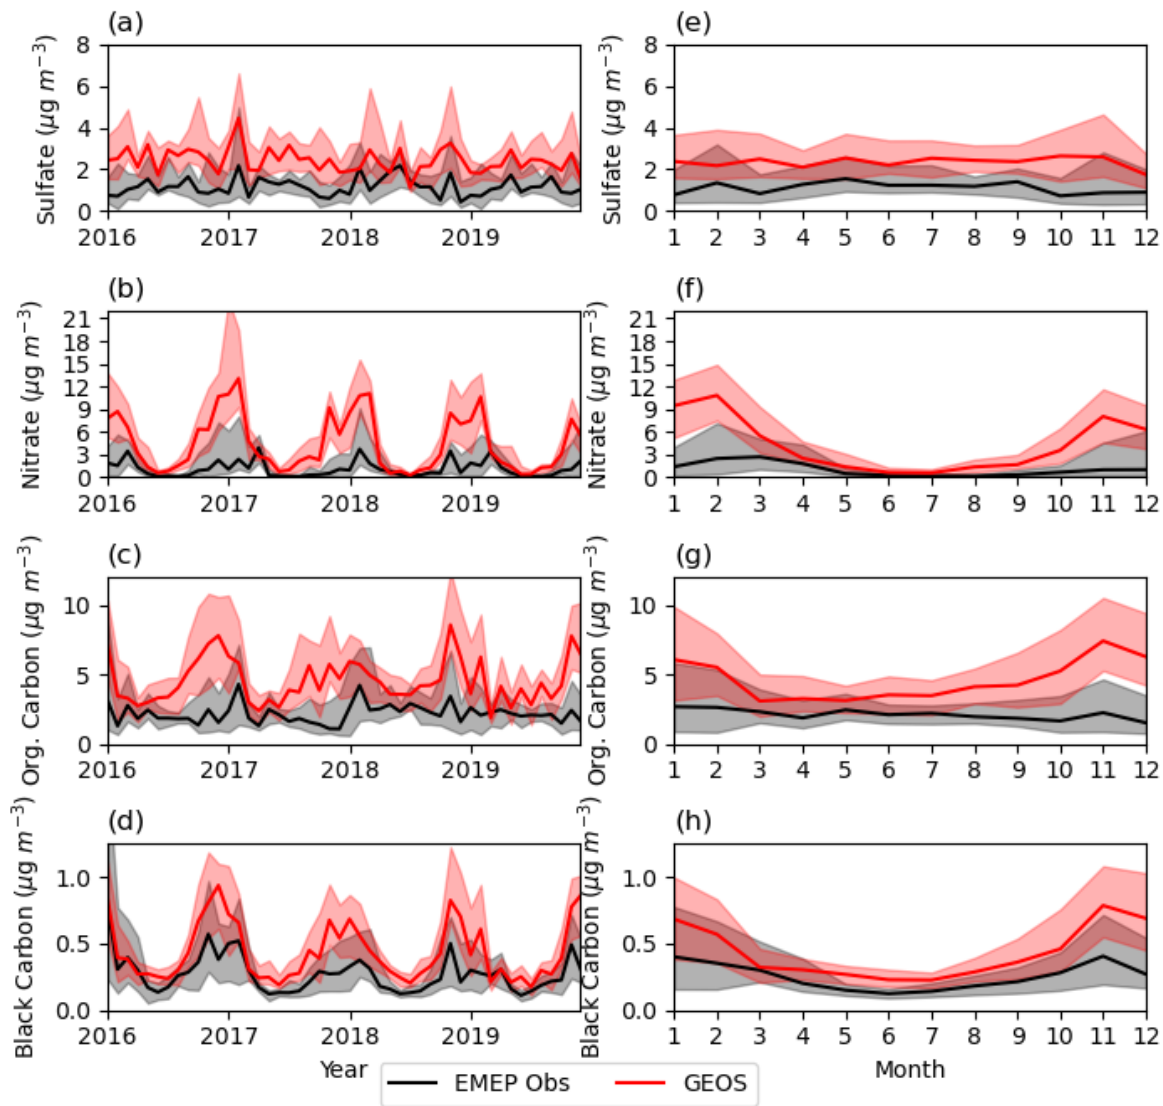 (a)
Sulfate (μg m⁻³)
8
6
4
2
0
2016 2017 2018 2019
(e)
Sulfate (μg m⁻³)
8
6
4
2
0
1 2 3 4 5 6 7 8 9 10 11 12
(b)
Nitrate (μg m⁻³)
21
18
15
12
9
6
3
0
2016 2017 2018 2019
(f)
Nitrate (μg m⁻³)
21
18
15
12
9
6
3
0
1 2 3 4 5 6 7 8 9 10 11 12
(c)
Org. Carbon (μg m⁻³)
10
5
0
2016 2017 2018 2019
(g)
Org. Carbon (μg m⁻³)
10
5
0
1 2 3 4 5 6 7 8 9 10 11 12
(d)
Black Carbon (μg m⁻³)
1.0
0.5
0.0
2016 2017 2018 2019
Year
(h)
Black Carbon (μg m⁻³)
1.0
0.5
0.0
1 2 3 4 5 6 7 8 9 10 11 12
Month
EMEP Obs GEOS